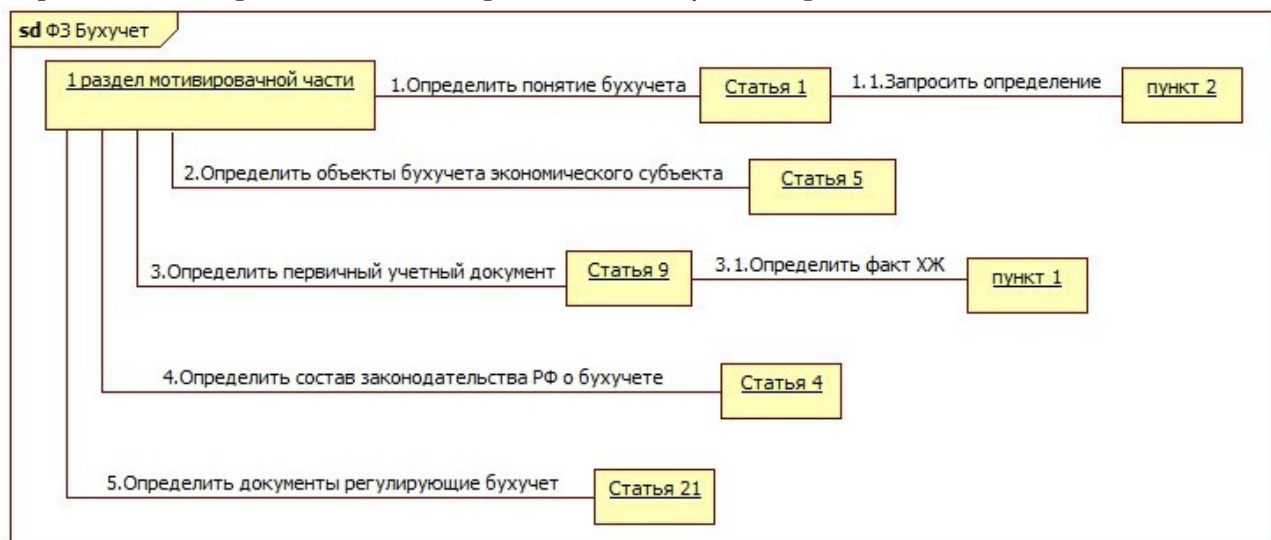 sd ФЗ Бухучет
1 раздел мотивировачной части
1.Определить понятие бухучета
Статья 1
1.1.Запросить определение
пункт 2
2.Определить объекты бухучета экономического субъекта
Статья 5
3.Определить первичный учетный документ
Статья 9
3.1.Определить факт ХЖ
пункт 1
4.Определить состав законодательства РФ о бухучете
Статья 4
5.Определить документы регулирующие бухучет
Статья 21